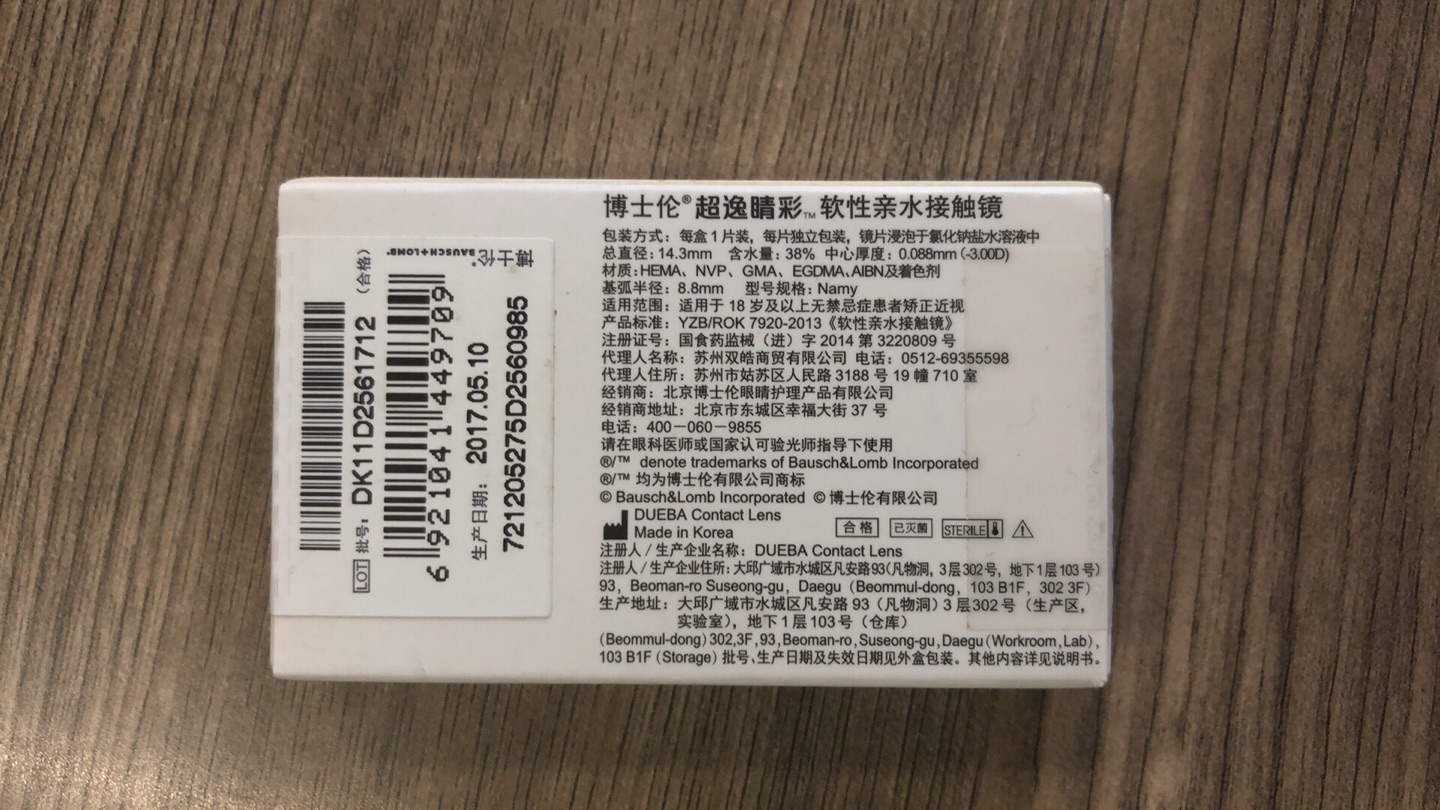 博士伦® 超逸睛彩™ 软性亲水接触镜
包装方式：每盒1片装，每片独立包装，镜片浸泡于氯化钠盐水溶液中
总直径：14.3mm 含水量：38% 中心厚度：0.088mm (-3.00D)
材质：HEMA、NVP、GMA、EGDMA、AIBN及着色剂
基弧半径：8.8mm 型号规格：Namy
适用范围：适用于 18 岁及以上无禁忌症患者矫正近视
产品标准：YZB/ROK 7920-2013《软性亲水接触镜》
注册证号：国食药监械（进）字 2014 第 3220809 号
代理人名称：苏州双皓商贸有限公司 电话：0512-69355598
代理人住所：苏州市姑苏区人民路 3188 号 19 幢 710 室
经销商：北京博士伦眼睛护理产品有限公司
经销商地址：北京市东城区幸福大街 37 号
电话：400－060－9855
请在眼科医师或国家认可验光师指导下使用
®/™ denote trademarks of Bausch&Lomb Incorporated
®/™ 均为博士伦有限公司商标
© Bausch&Lomb Incorporated © 博士伦有限公司
DUEBA Contact Lens
Made in Korea
合格 已灭菌 STERILE
注册人／生产企业名称：DUEBA Contact Lens
注册人／生产企业住所：大邱广域市水城区凡安路93（凡物洞，3层302号，地下1层103号）
93，Beoman-ro Suseong-gu，Daegu（Beommul-dong，103 B1F，302 3F）
生产地址：大邱广域市水城区凡安路 93（凡物洞）3 层302号（生产区，
实验室），地下1层103号（仓库）
(Beommul-dong) 302,3F,93,Beoman-ro,Suseong-gu,Daegu (Workroom,Lab)，
103 B1F (Storage) 批号、生产日期及失效日期见外盒包装。其他内容详见说明书。
LOT 批号：DK11D2561712 （合格）
6 921041 449709
生产日期：2017.05.10
721205275D2560985
博士伦®
BAUSCH+LOMB